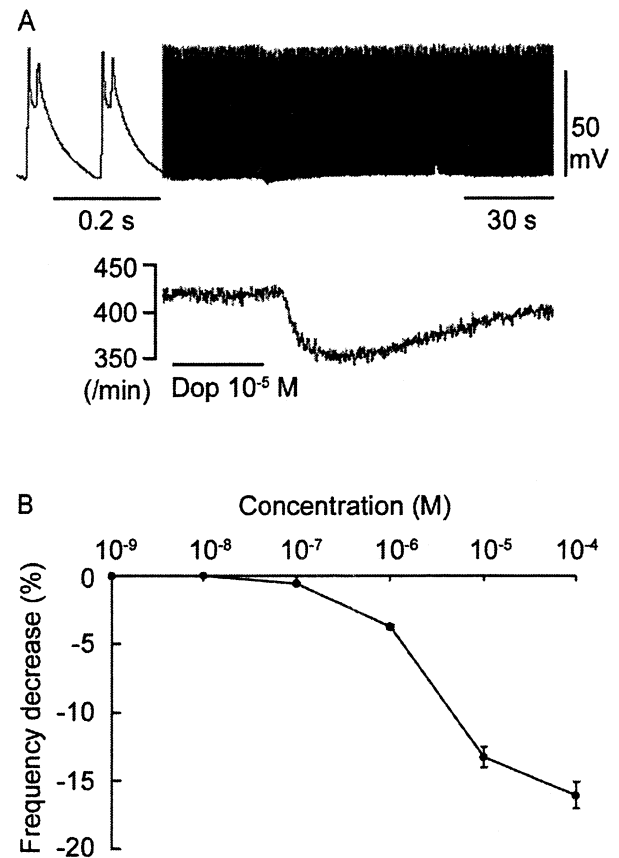 A
50
mV
0.2 s
30 s
450
400
350
(/min)
Dop 10⁻⁵ M
B
Concentration (M)
10⁻⁹ 10⁻⁸ 10⁻⁷ 10⁻⁶ 10⁻⁵ 10⁻⁴
Frequency decrease (%)
0
-5
-10
-15
-20